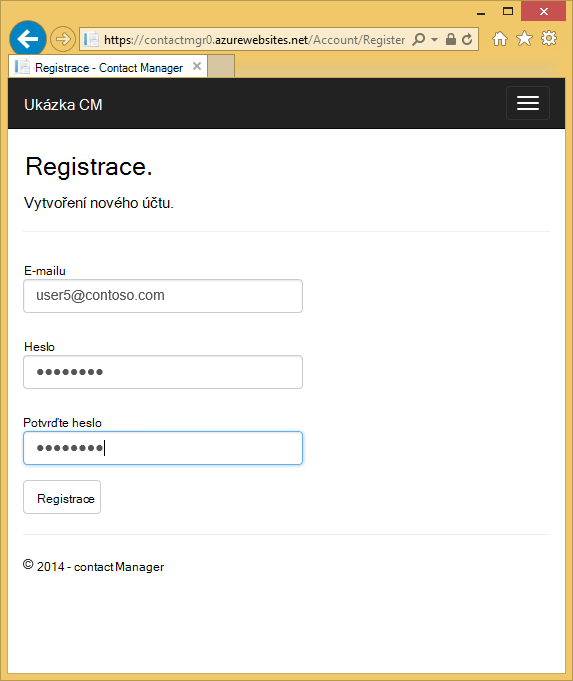 https://contactmgr0.azurewebsites.net/Account/Register
Registrace - Contact Manager
Ukázka CM
Registrace.
Vytvoření nového účtu.
E-mailu
user5@contoso.com
Heslo
●●●●●●●●
Potvrďte heslo
●●●●●●●●
Registrace
© 2014 - contact Manager